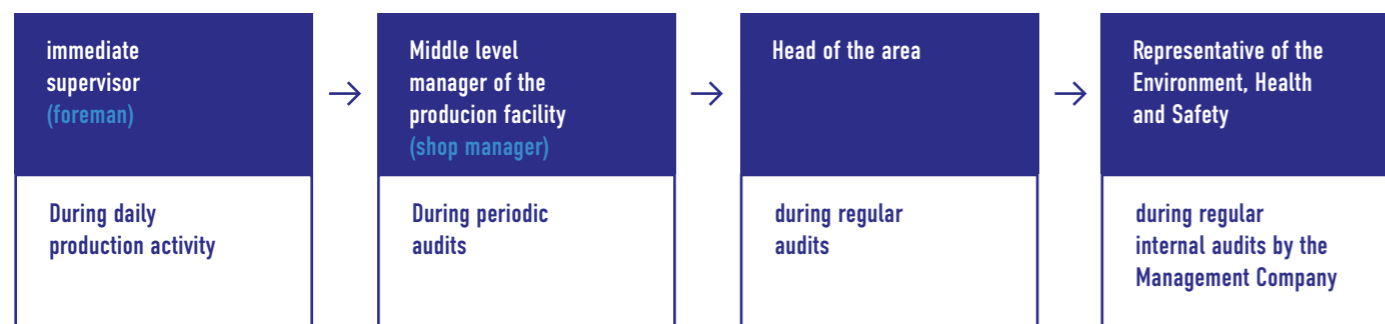 immediate
supervisor
(foreman)
During daily
production activity
Middle level
manager of the
producion facility
(shop manager)
During periodic
audits
Head of the area
during regular
audits
Representative of the
Environment, Health
and Safety
during regular
internal audits by the
Management Company